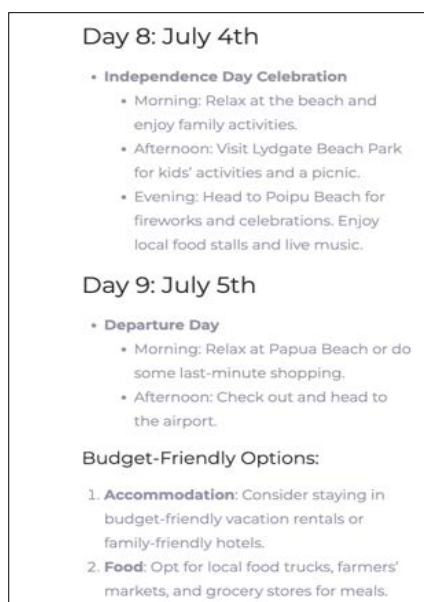 Day 8: July 4th
• Independence Day Celebration
• Morning: Relax at the beach and
enjoy family activities.
• Afternoon: Visit Lydgate Beach Park
for kids' activities and a picnic.
• Evening: Head to Poipu Beach for
fireworks and celebrations. Enjoy
local food stalls and live music.
Day 9: July 5th
• Departure Day
• Morning: Relax at Papua Beach or do
some last-minute shopping.
• Afternoon: Check out and head to
the airport.
Budget-Friendly Options:
1. Accommodation: Consider staying in
budget-friendly vacation rentals or
family-friendly hotels.
2. Food: Opt for local food trucks, farmers'
markets, and grocery stores for meals.